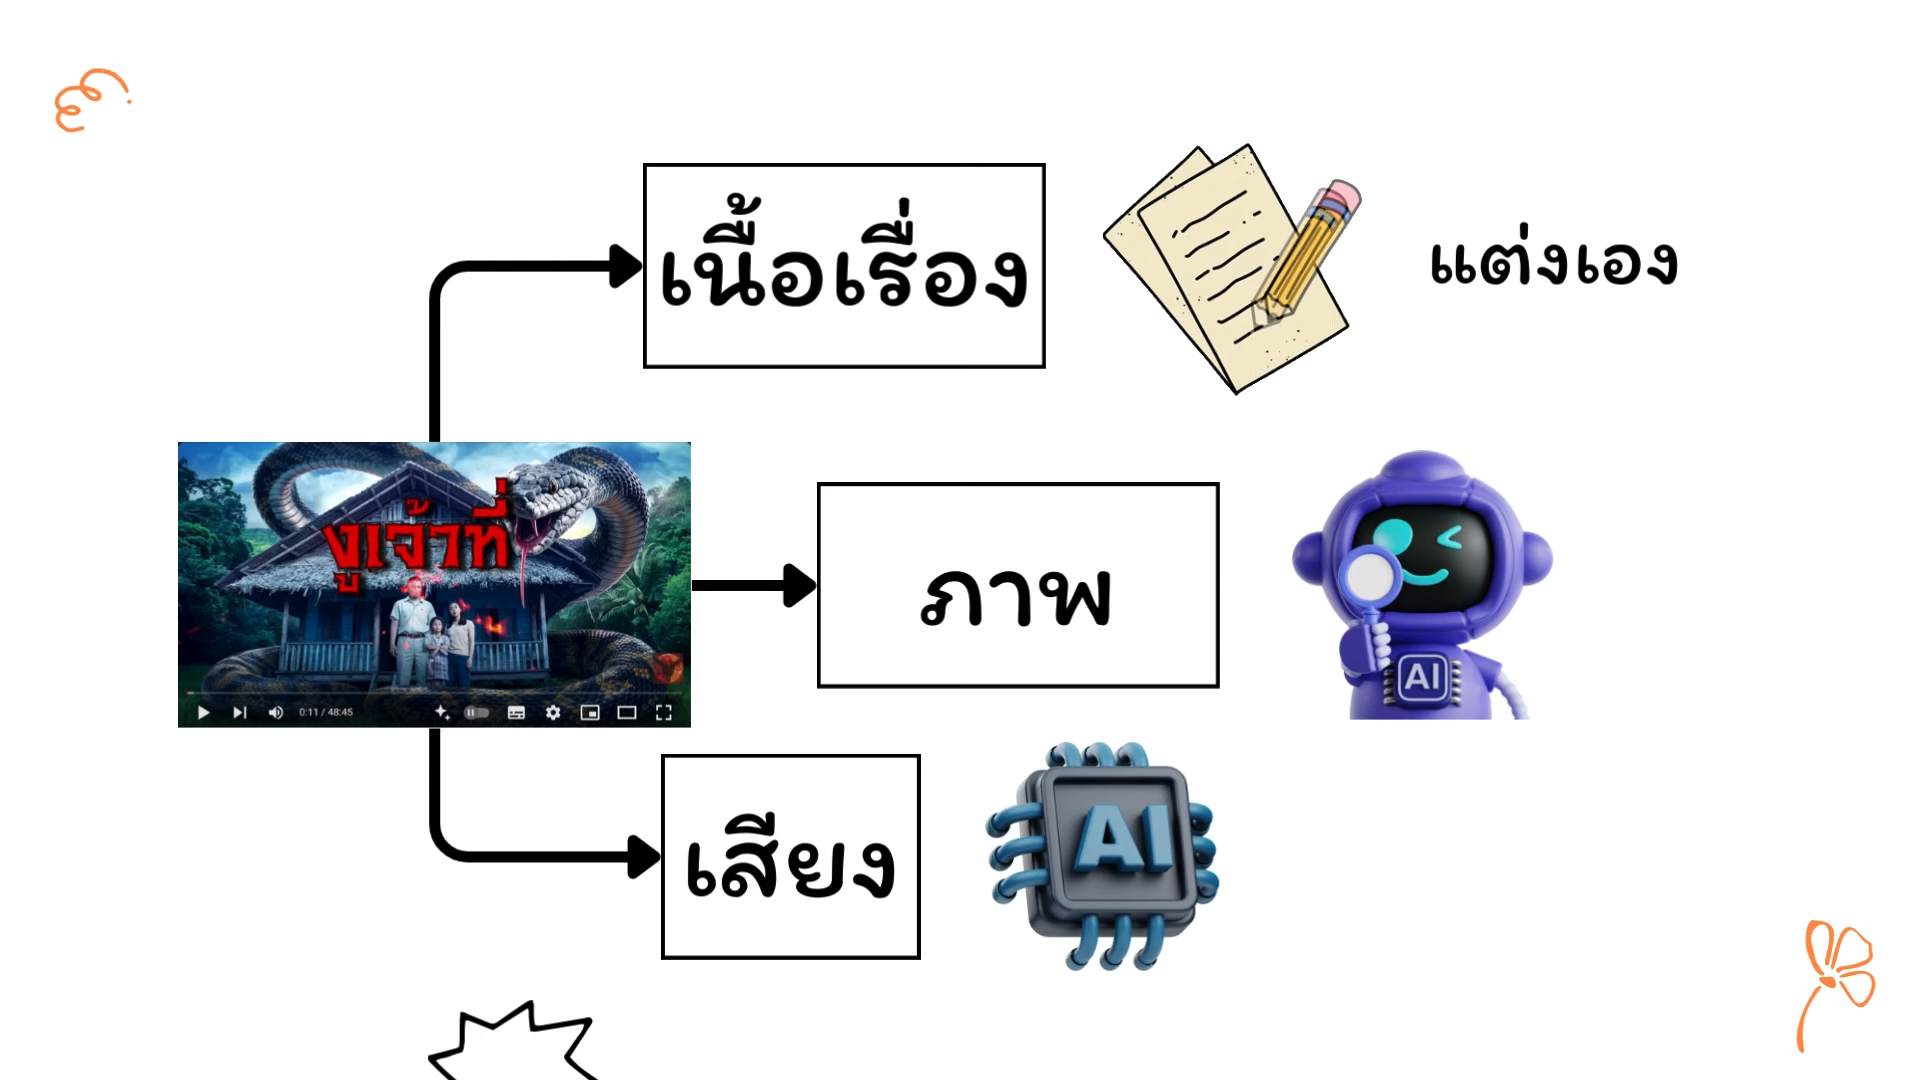 เนื้อเรื่อง
แต่งเอง
งูเจ้าที่
0:11 / 48:45
ภาพ
AI
เสียง
AI